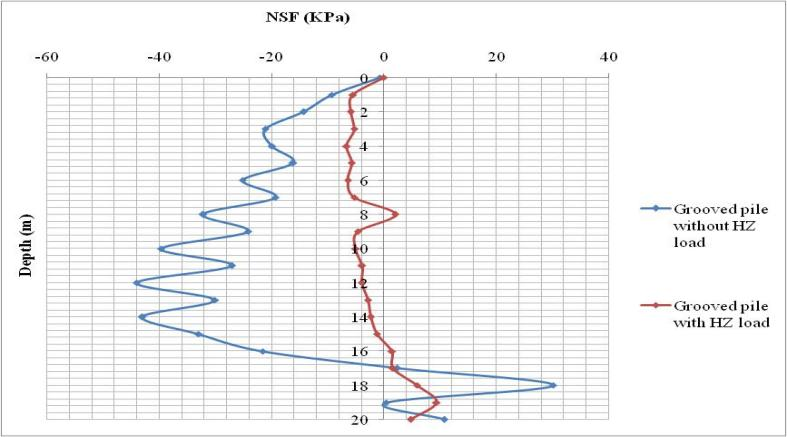 NSF (KPa)
-60 -40 -20 0 20 40
0
2
4
6
8
10
12
14
16
18
20
Depth (m)
Grooved pile
without HZ
load
Grooved pile
with HZ load